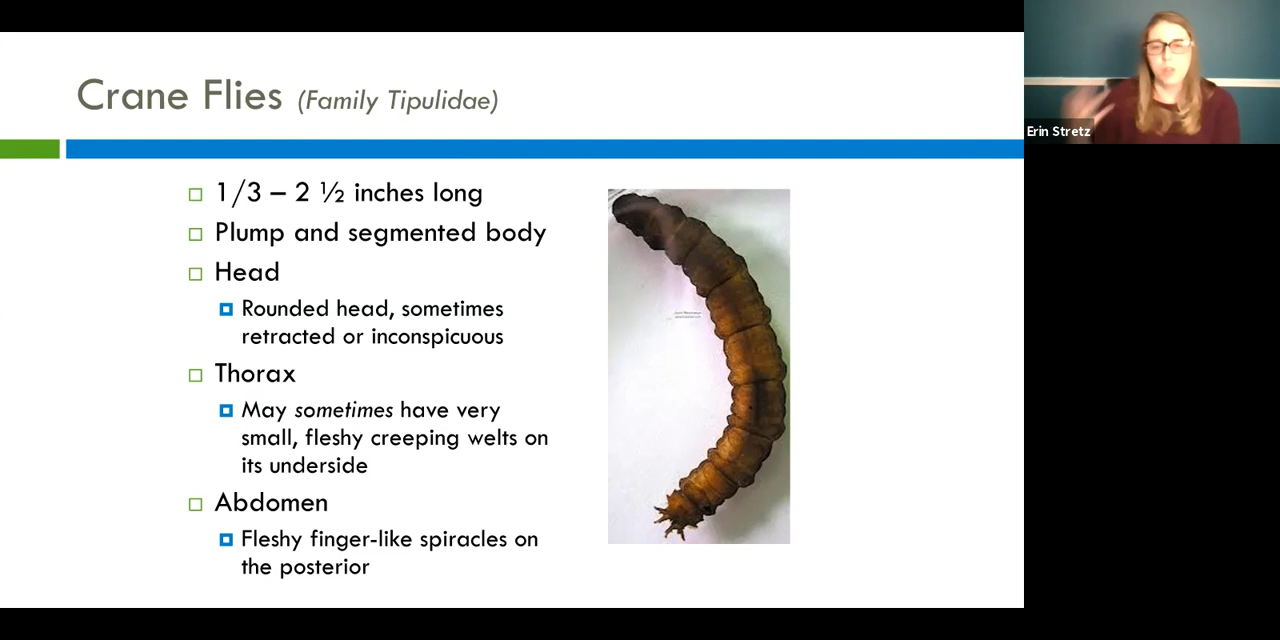 Crane Flies (Family Tipulidae)
1/3 – 2 ½ inches long
Plump and segmented body
Head
Rounded head, sometimes
retracted or inconspicuous
Thorax
May sometimes have very
small, fleshy creeping welts on
its underside
Abdomen
Fleshy finger-like spiracles on
the posterior
Erin Stretz